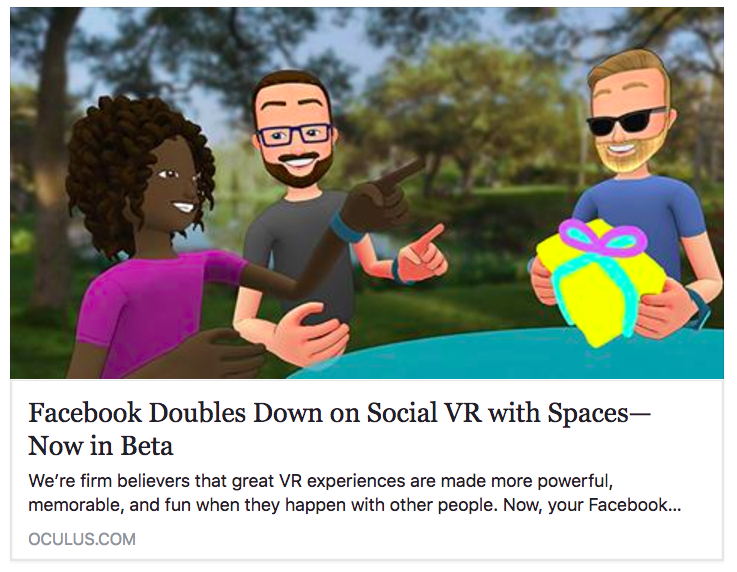 Facebook Doubles Down on Social VR with Spaces—
Now in Beta
We’re firm believers that great VR experiences are made more powerful,
memorable, and fun when they happen with other people. Now, your Facebook...
OCULUS.COM